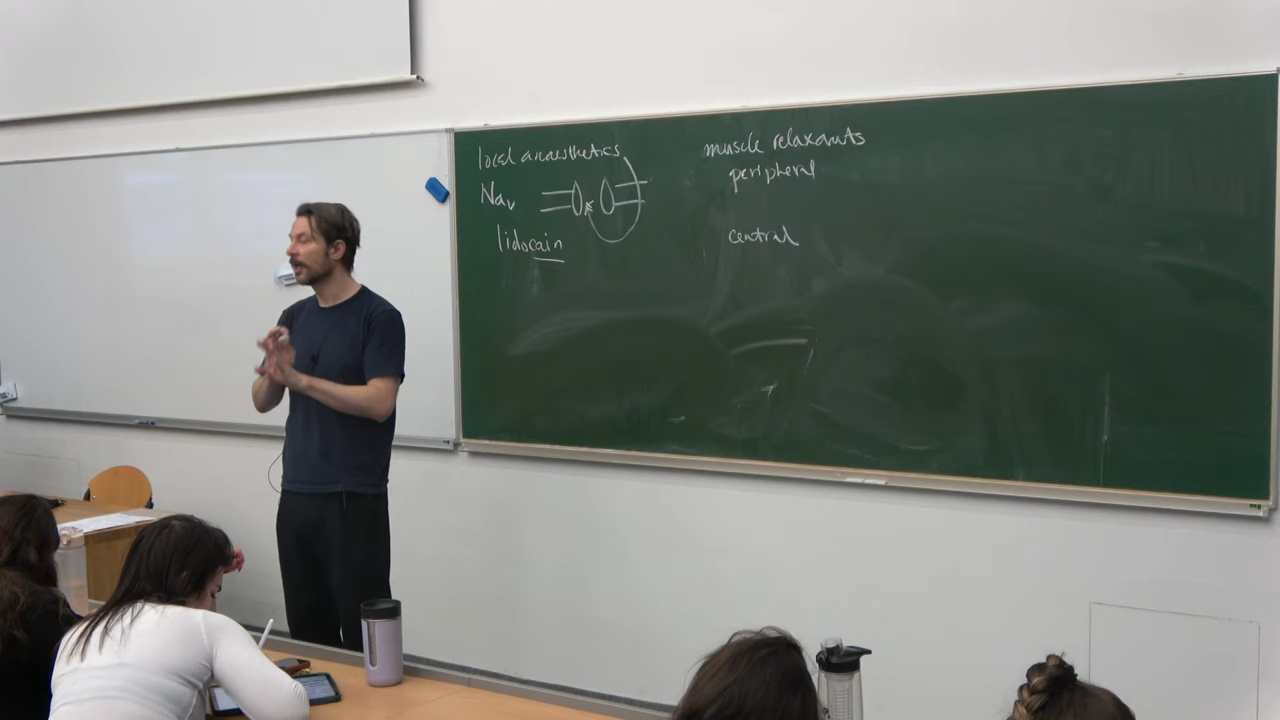 local anaesthetics
Nav
lidocain
muscle relaxants
peripheral
central